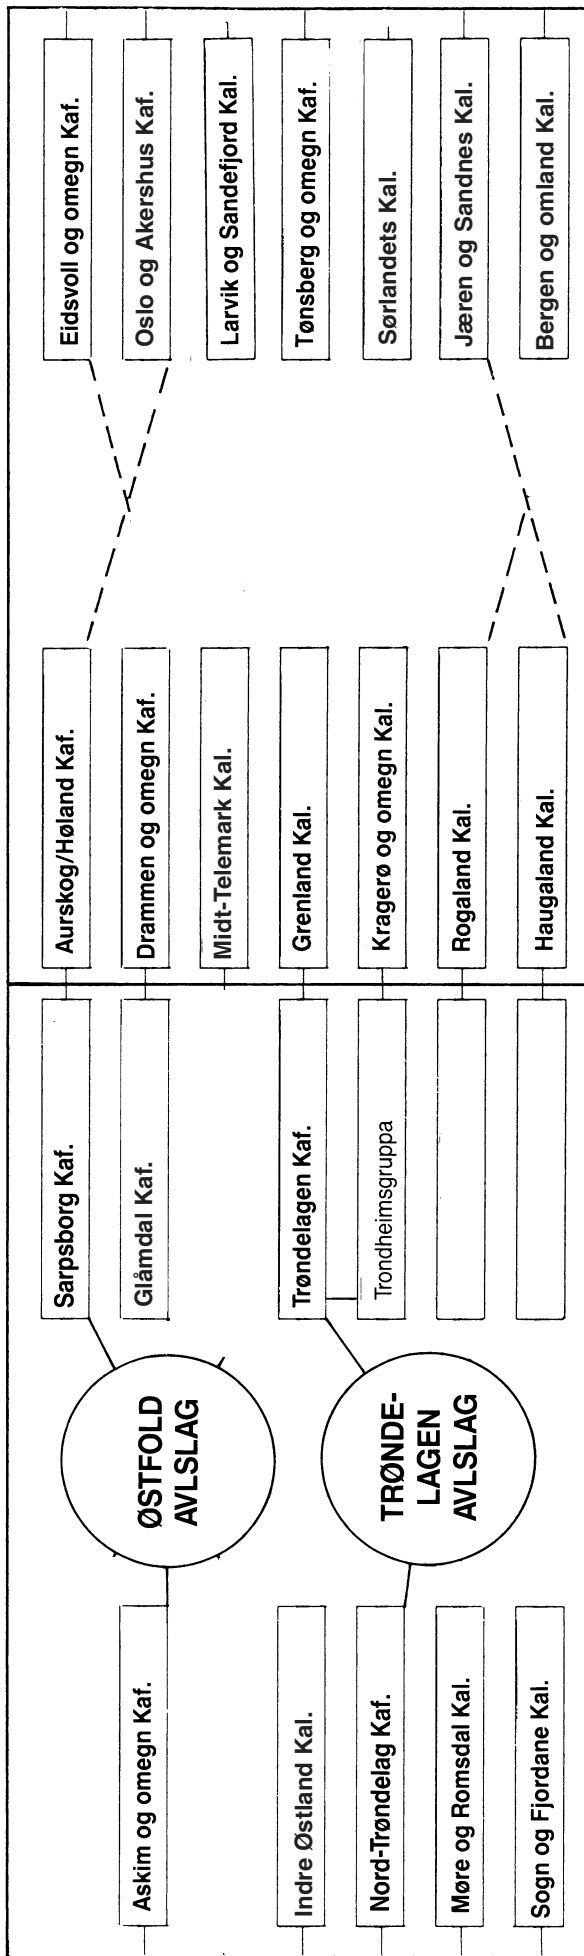 Askim og omegn Kaf.
Indre Østland Kal.
Nord-Trøndelag Kaf.
Møre og Romsdal Kal.
Sogn og Fjordane Kal.
ØSTFOLD
AVLSLAG
TRØNDE-
LAGEN
AVLSLAG
Sarpsborg Kaf.
Glåmdal Kaf.
Trøndelagen Kaf.
Trondheimsgruppa
Aurskog/Høland Kaf.
Drammen og omegn Kaf.
Midt-Telemark Kal.
Grenland Kal.
Kragerø og omegn Kal.
Rogaland Kal.
Haugaland Kal.
Eidsvoll og omegn Kaf.
Oslo og Akershus Kaf.
Larvik og Sandefjord Kal.
Tønsberg og omegn Kaf.
Sørlandets Kal.
Jæren og Sandnes Kal.
Bergen og omland Kal.